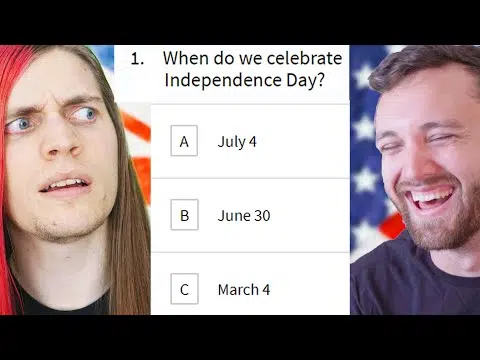 1. When do we celebrate
Independence Day?
A July 4
B June 30
C March 4